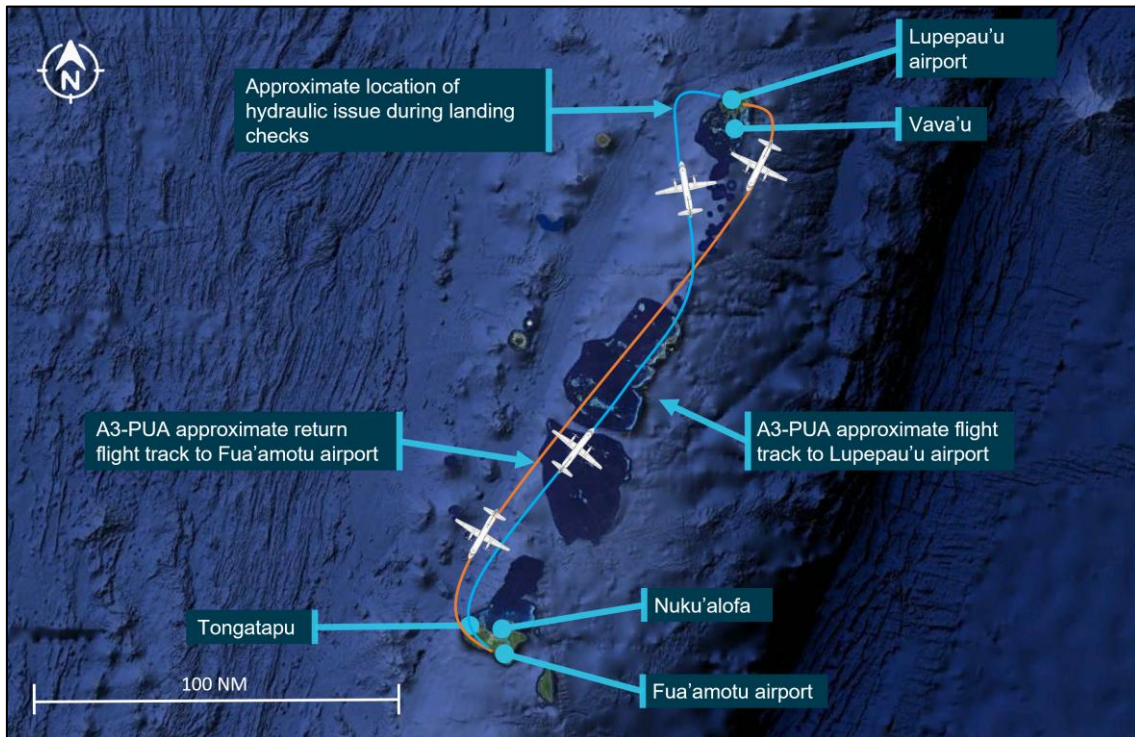 N
Lupepau'u
airport
Approximate location of
hydraulic issue during landing
checks
Vava'u
A3-PUA approximate return
flight track to Fua'amotu airport
A3-PUA approximate flight
track to Lupepau'u airport
Nuku'alofa
Tongatapu
Fua'amotu airport
100 NM